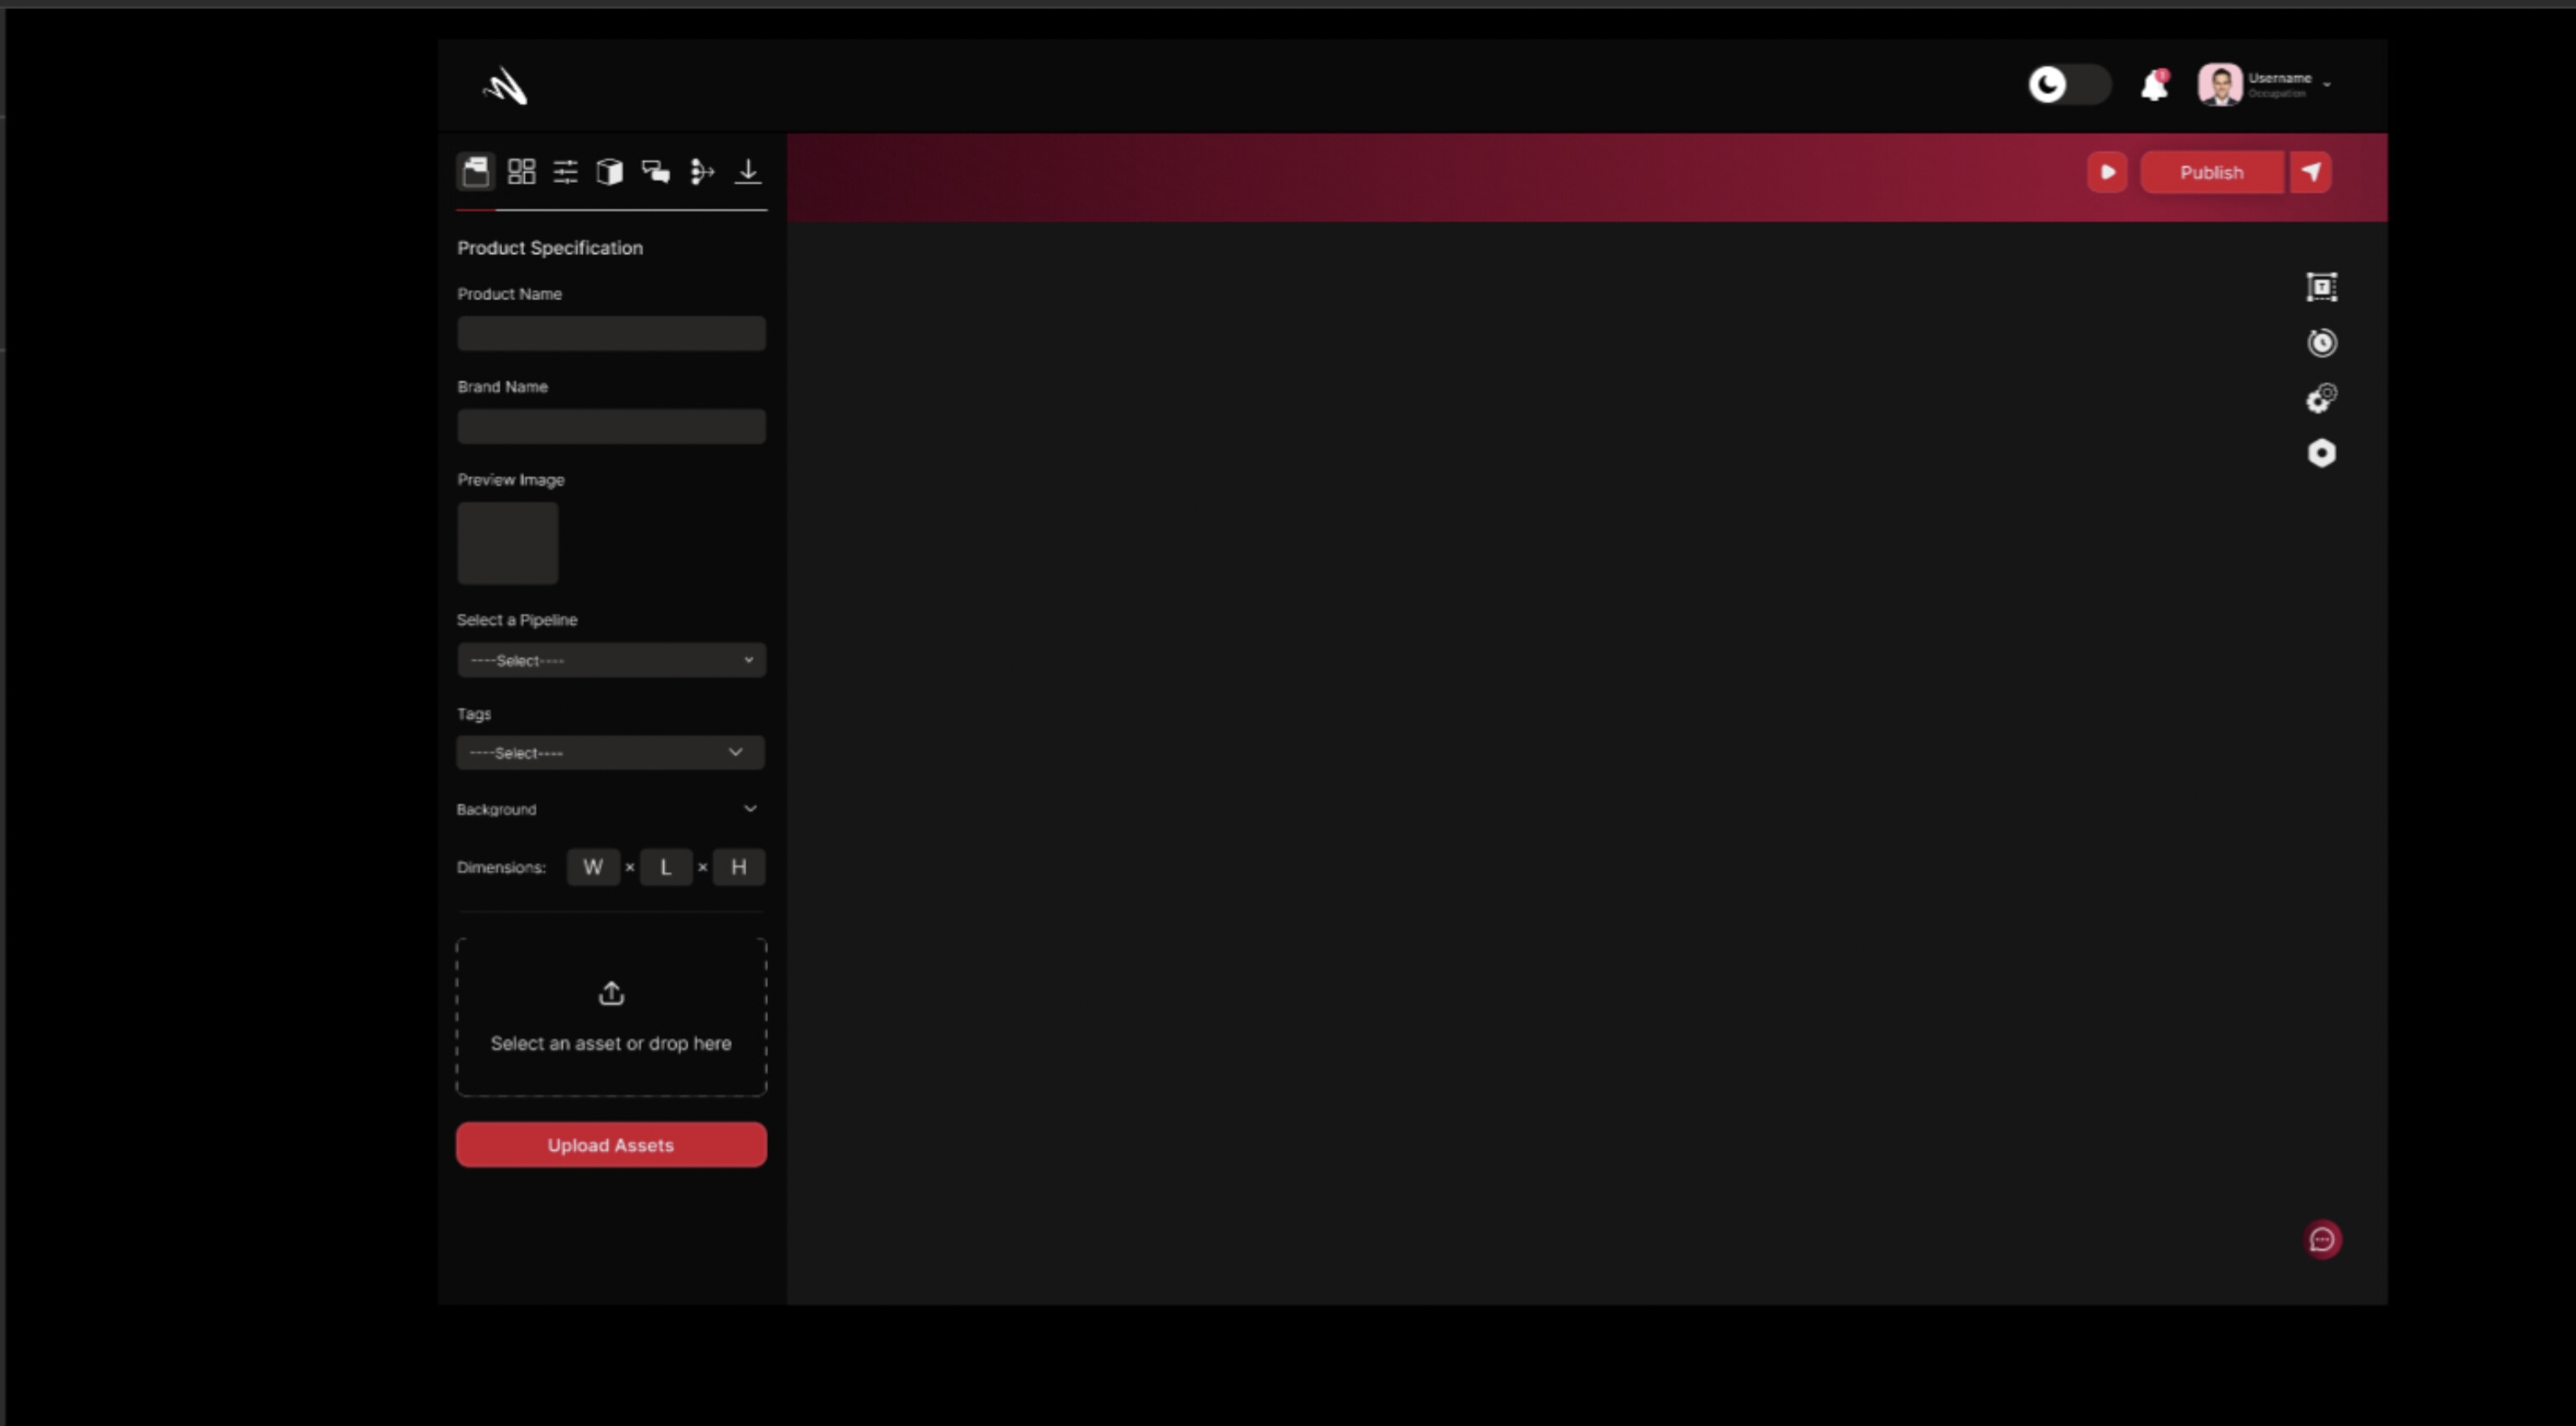 Username
Occupation
Publish
Product Specification
Product Name
Brand Name
Preview Image
Select a Pipeline
----Select----
Tags
----Select----
Background
Dimensions: W × L × H
Select an asset or drop here
Upload Assets